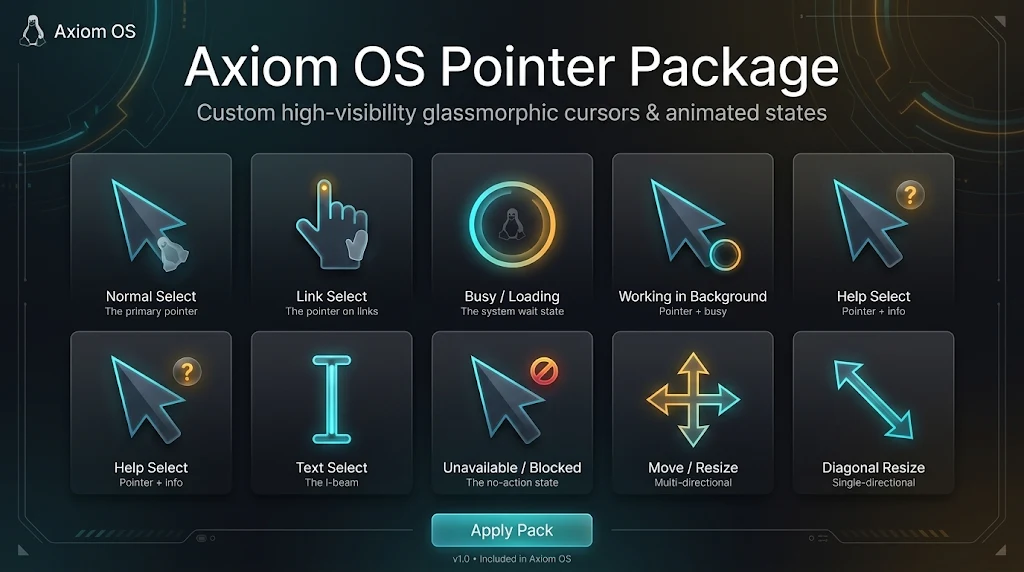 Axiom OS
Axiom OS Pointer Package
Custom high-visibility glassmorphic cursors & animated states
Normal Select
The primary pointer
Link Select
The pointer on links
Busy / Loading
The system wait state
Working in Background
Pointer + busy
?
Help Select
Pointer + info
?
Help Select
Pointer + info
Text Select
The I-beam
Unavailable / Blocked
The no-action state
Move / Resize
Multi-directional
Diagonal Resize
Single-directional
Apply Pack
v1.0 • Included in Axiom OS